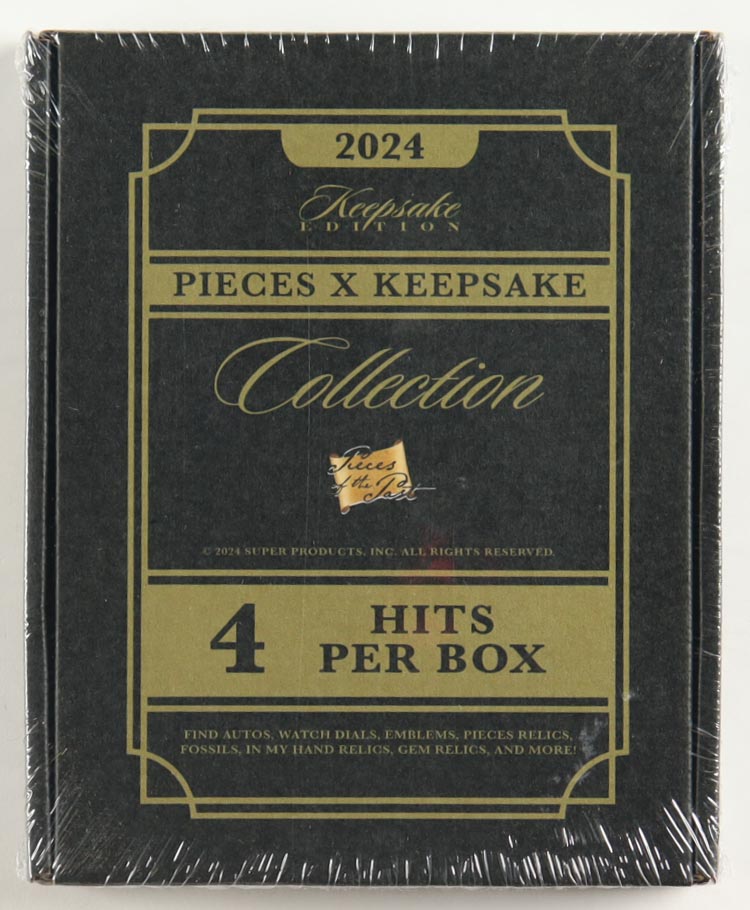 2024
Keepsake
EDITION
PIECES X KEEPSAKE
Collection
Pieces
of the Past
© 2024 SUPER PRODUCTS, INC. ALL RIGHTS RESERVED.
4 HITS
PER BOX
FIND AUTOS, WATCH DIALS, EMBLEMS, PIECES RELICS,
FOSSILS, IN MY HAND RELICS, GEM RELICS, AND MORE!